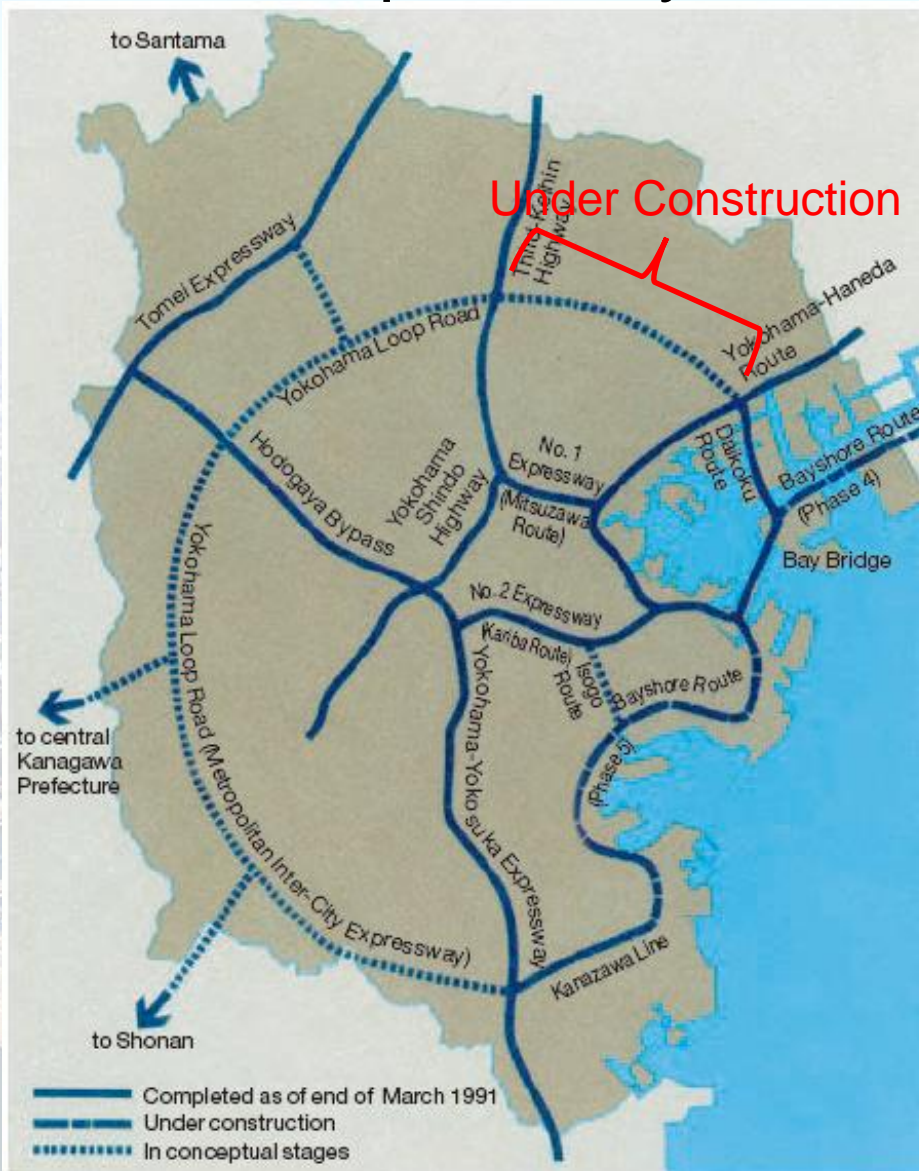 to Santama
Under Construction
Third Keihin
Highway
Tomei Expressway
Yokohama-Haneda
Route
Yokohama Loop Road
Daikoku
Route
Bayshore Route
(Phase 4)
Hodogaya Bypass
Yokohama
Shindo
Highway
No. 1
Expressway
(Mitsuzawa
Route)
Bay Bridge
No. 2 Expressway
(Kariba Route)
Isogo
Route
Bayshore Route
(Phase 5)
Yokohama Loop Road (Metropolitan Inter-City Expressway)
Yokohama-Yokosuka Expressway
to central
Kanagawa
Prefecture
Kanazawa Line
to Shonan
Completed as of end of March 1991
Under construction
In conceptual stages